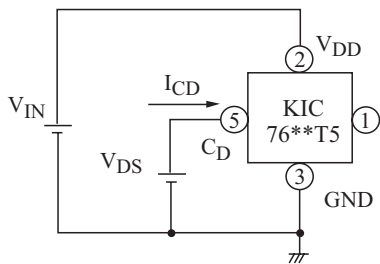 V_DD
2
I_CD
V_IN
KIC
76**T5
5
1
C_D
V_DS
3
GND